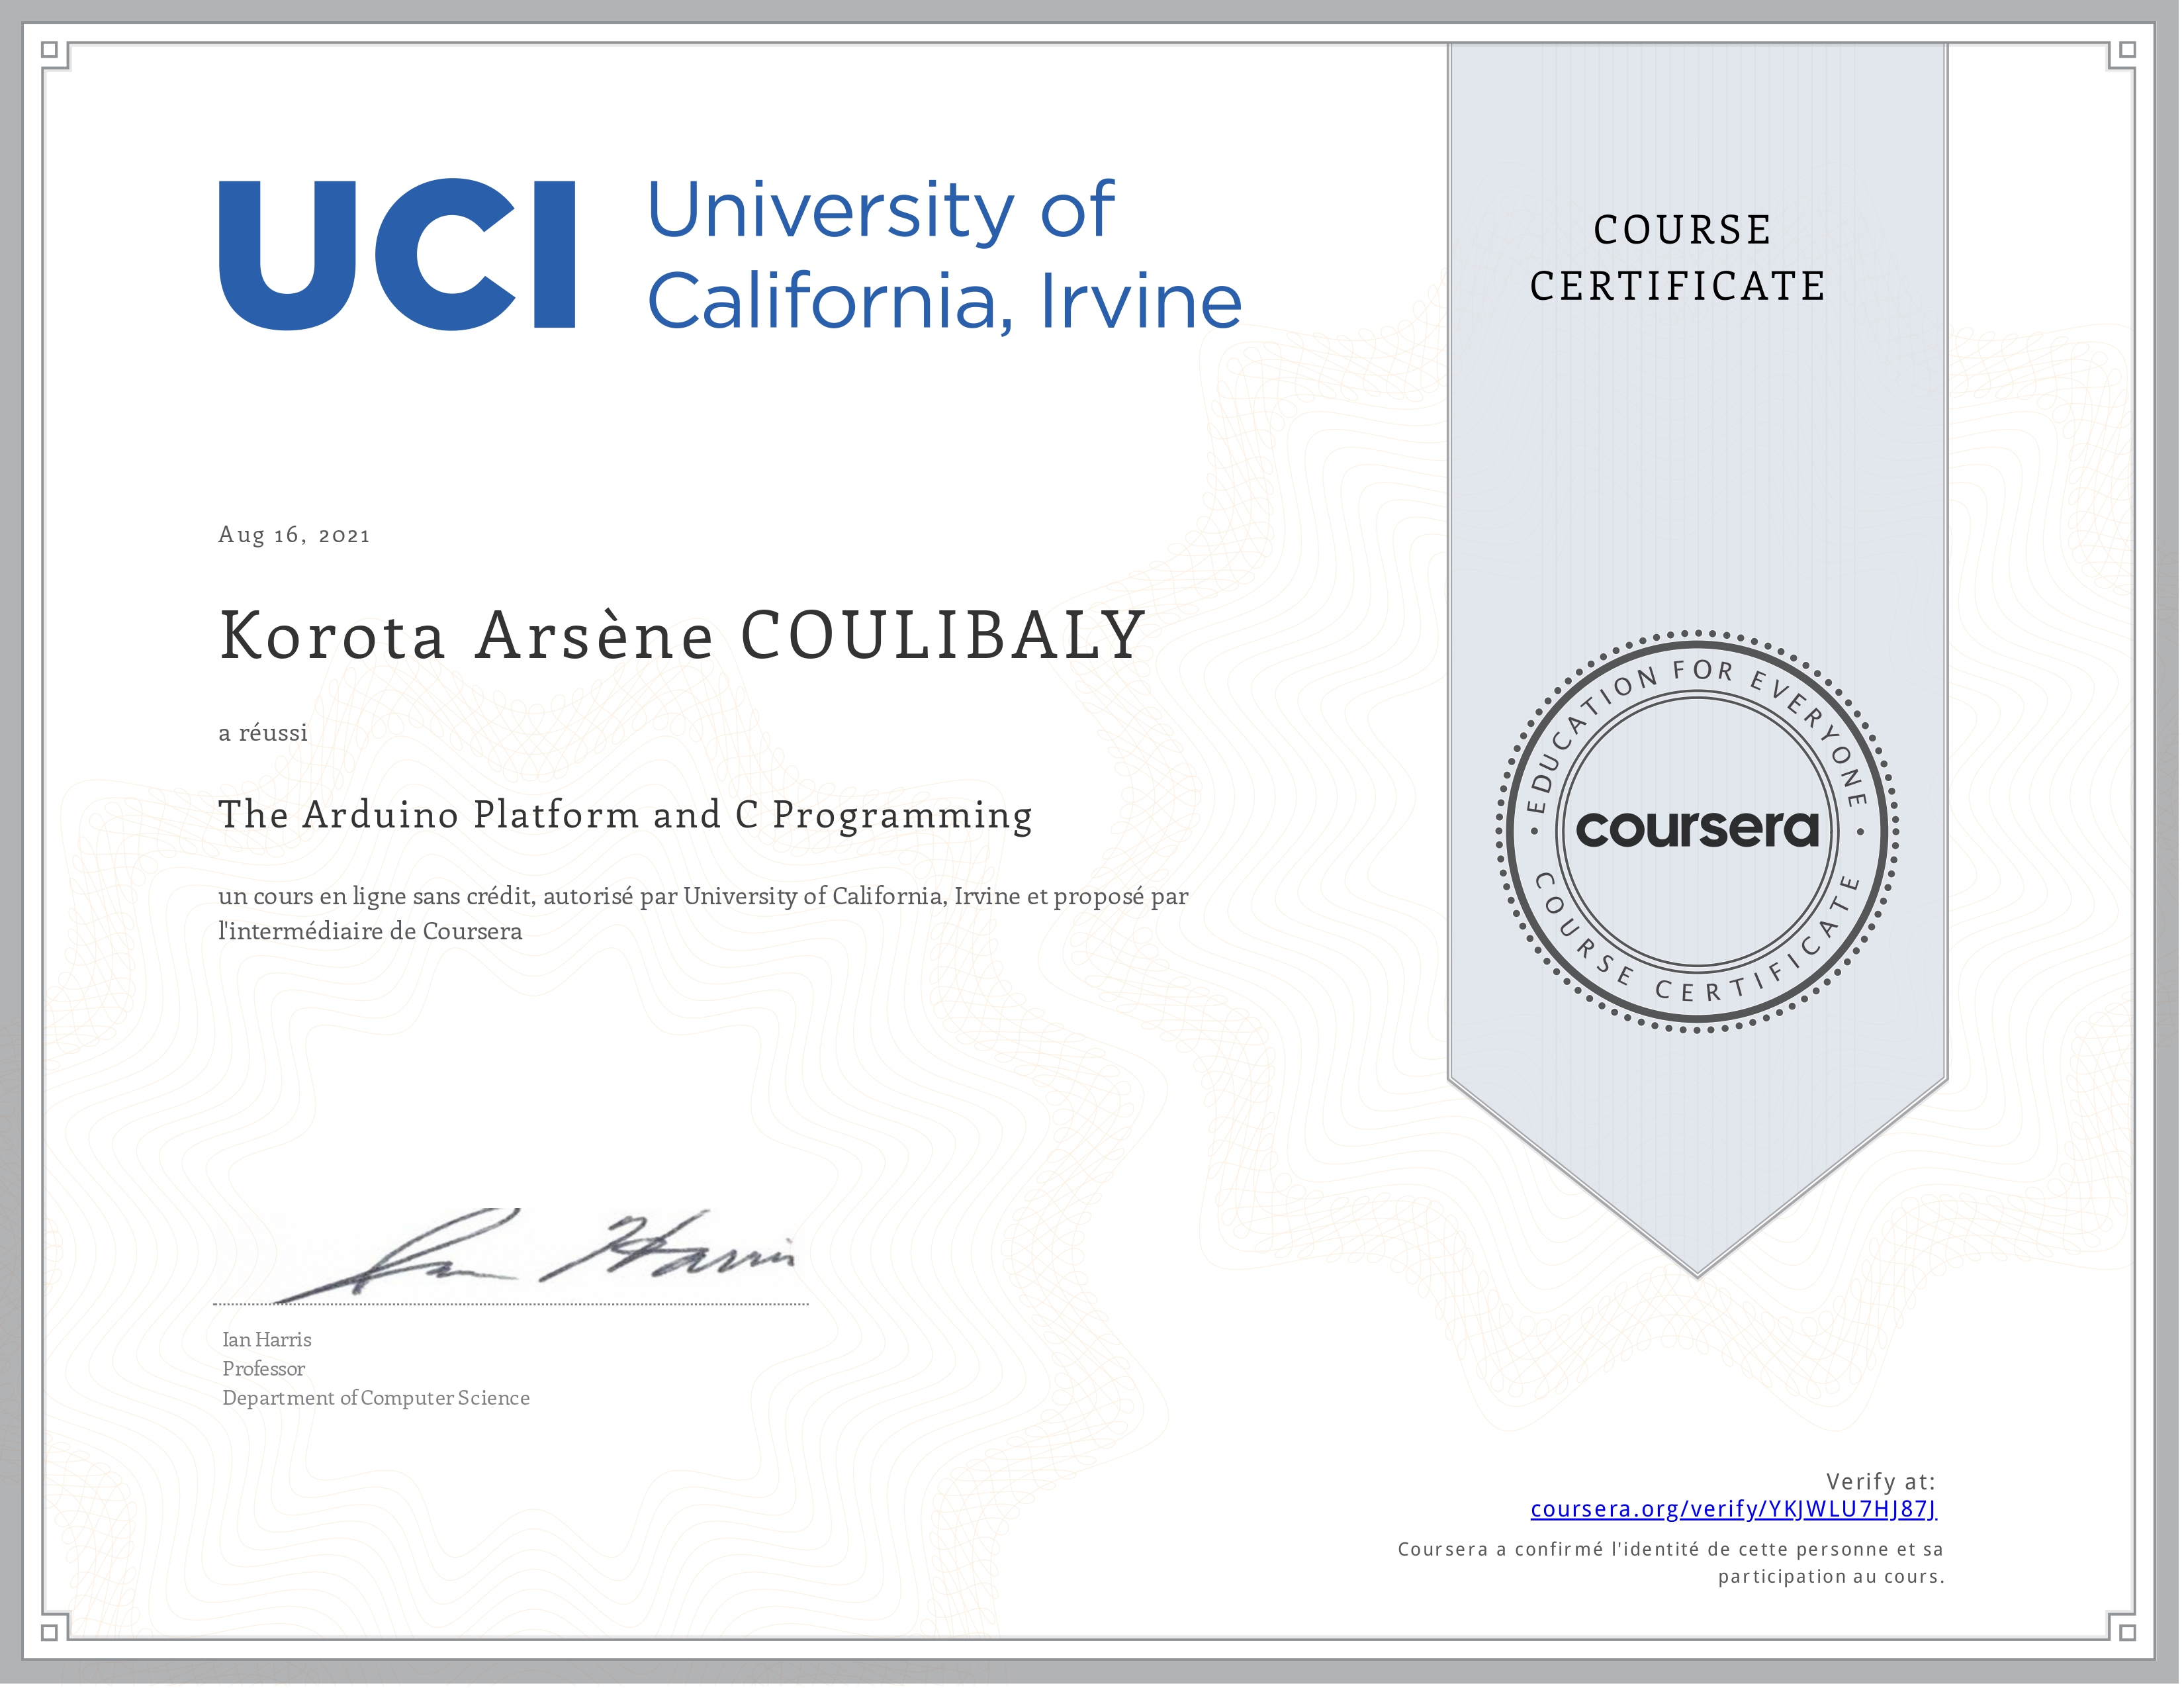 UCI University of
California, Irvine
COURSE
CERTIFICATE
Aug 16, 2021
Korota Arsène COULIBALY
a réussi
The Arduino Platform and C Programming
un cours en ligne sans crédit, autorisé par University of California, Irvine et proposé par
l'intermédiaire de Coursera
EDUCATION FOR EVERYONE
coursera
COURSE CERTIFICATE
Ian Harris
Ian Harris
Professor
Department of Computer Science
Verify at:
coursera.org/verify/YKJWLU7HJ87J
Coursera a confirmé l'identité de cette personne et sa
participation au cours.